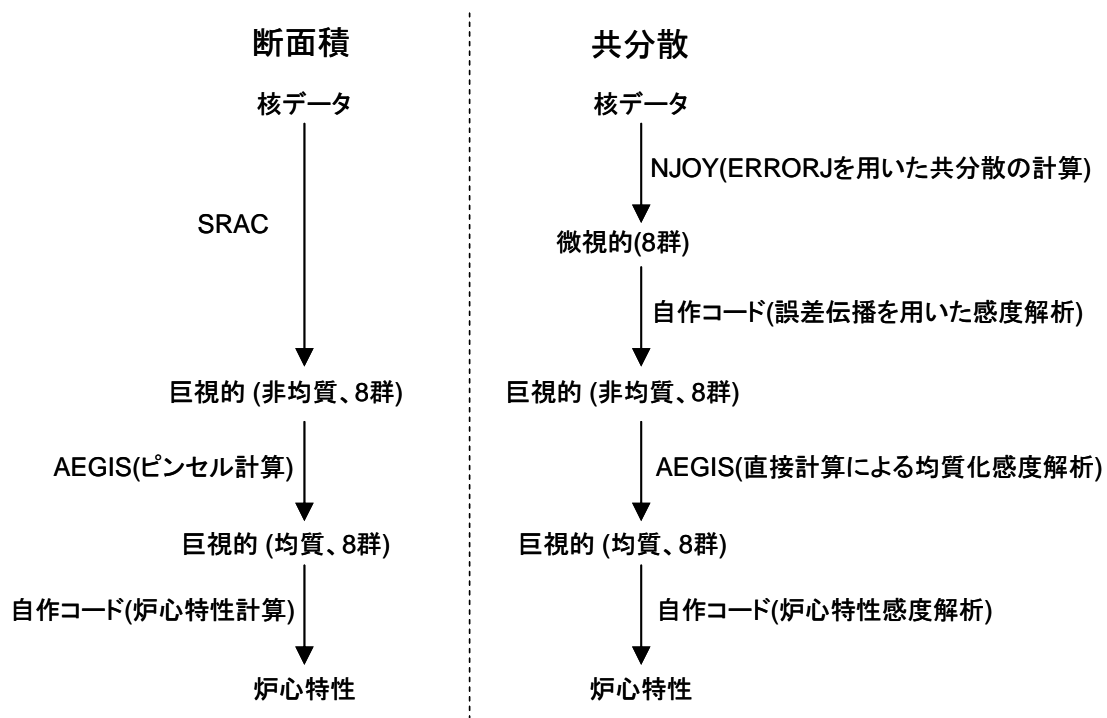 断面積
核データ
SRAC
巨視的 (非均質、8群)
AEGIS(ピンセル計算)
巨視的 (均質、8群)
自作コード(炉心特性計算)
炉心特性
共分散
核データ
NJOY(ERRORJを用いた共分散の計算)
微視的(8群)
自作コード(誤差伝播を用いた感度解析)
巨視的 (非均質、8群)
AEGIS(直接計算による均質化感度解析)
巨視的 (均質、8群)
自作コード(炉心特性感度解析)
炉心特性